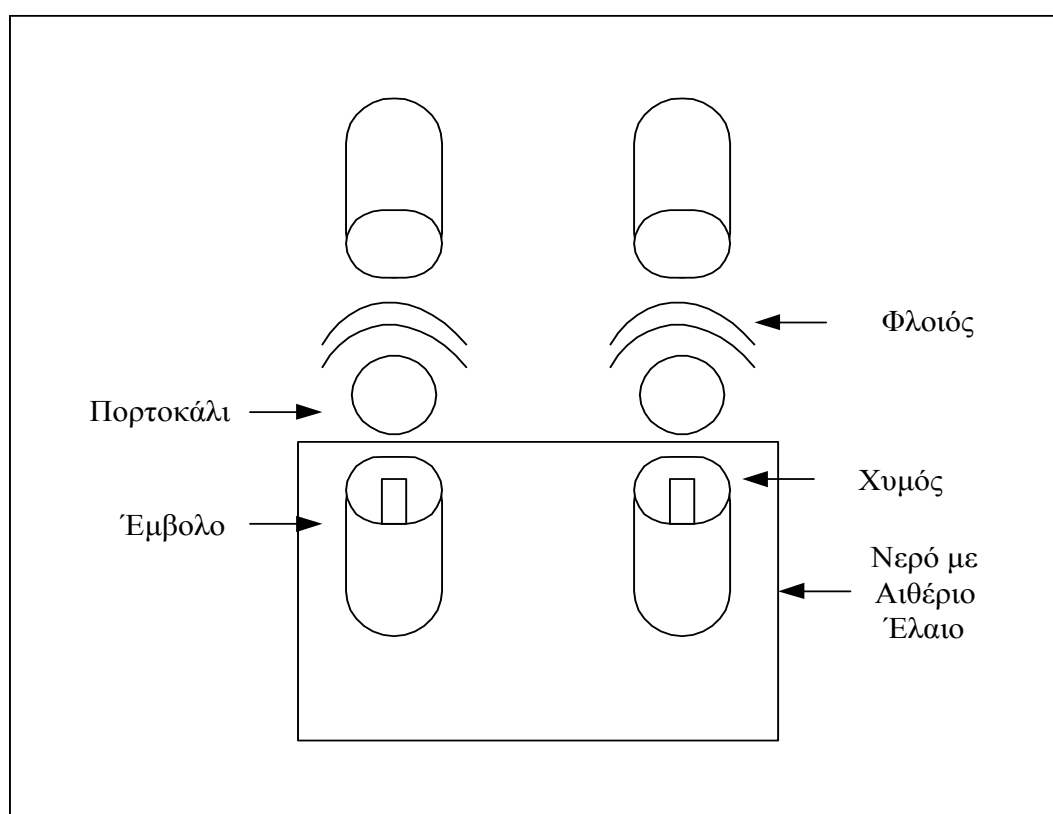 Φλοιός
Πορτοκάλι
Χυμός
Έμβολο
Νερό με
Αιθέριο
Έλαιο